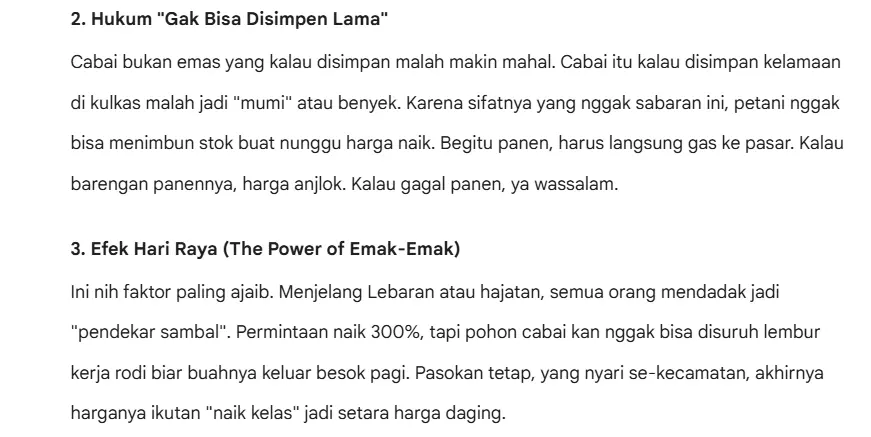 2. Hukum "Gak Bisa Disimpen Lama"
Cabai bukan emas yang kalau disimpan malah makin mahal. Cabai itu kalau disimpan kelamaan
di kulkas malah jadi "mumi" atau benyek. Karena sifatnya yang nggak sabaran ini, petani nggak
bisa menimbun stok buat nunggu harga naik. Begitu panen, harus langsung gas ke pasar. Kalau
barengan panennya, harga anjlok. Kalau gagal panen, ya wassalam.
3. Efek Hari Raya (The Power of Emak-Emak)
Ini nih faktor paling ajaib. Menjelang Lebaran atau hajatan, semua orang mendadak jadi
"pendekar sambal". Permintaan naik 300%, tapi pohon cabai kan nggak bisa disuruh lembur
kerja rodi biar buahnya keluar besok pagi. Pasokan tetap, yang nyari se-kecamatan, akhirnya
harganya ikutan "naik kelas" jadi setara harga daging.